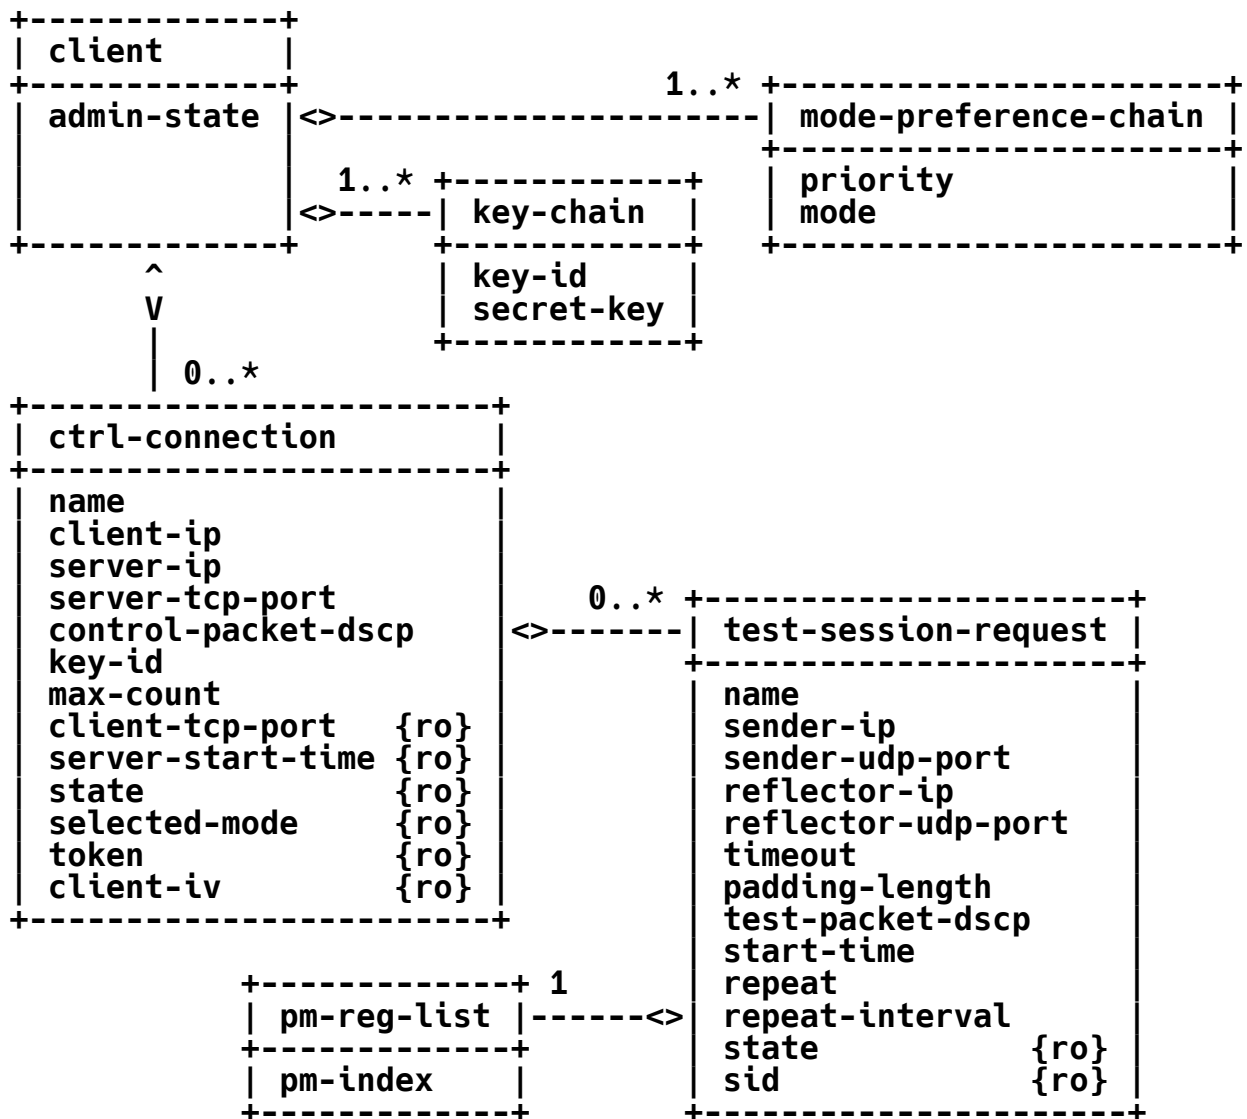 +-------------+
| client      |
+-------------+                   1..* +-----------------------+
| admin-state |<>----------------------| mode-preference-chain |
|             |                        +-----------------------+
|             |  1..* +------------+   | priority              |
|             |<>-----| key-chain  |   | mode                  |
+-------------+       +------------+   +-----------------------+
       ^              | key-id     |
       V              | secret-key |
       |              +------------+
       | 0..*
+------------------------+
| ctrl-connection        |
+------------------------+
| name                   |
| client-ip              |
| server-ip              |
| server-tcp-port        |    0..* +----------------------+
| control-packet-dscp    |<>-------| test-session-request |
| key-id                 |         +----------------------+
| max-count              |         | name                 |
| client-tcp-port   {ro} |         | sender-ip            |
| server-start-time {ro} |         | sender-udp-port      |
| state             {ro} |         | reflector-ip         |
| selected-mode     {ro} |         | reflector-udp-port   |
| token             {ro} |         | timeout              |
| client-iv         {ro} |         | padding-length       |
+------------------------+         | test-packet-dscp     |
                                   | start-time           |
            +-------------+ 1      | repeat               |
            | pm-reg-list |------<>| repeat-interval      |
            +-------------+        | state           {ro} |
            | pm-index    |        | sid             {ro} |
            +-------------+        +----------------------+